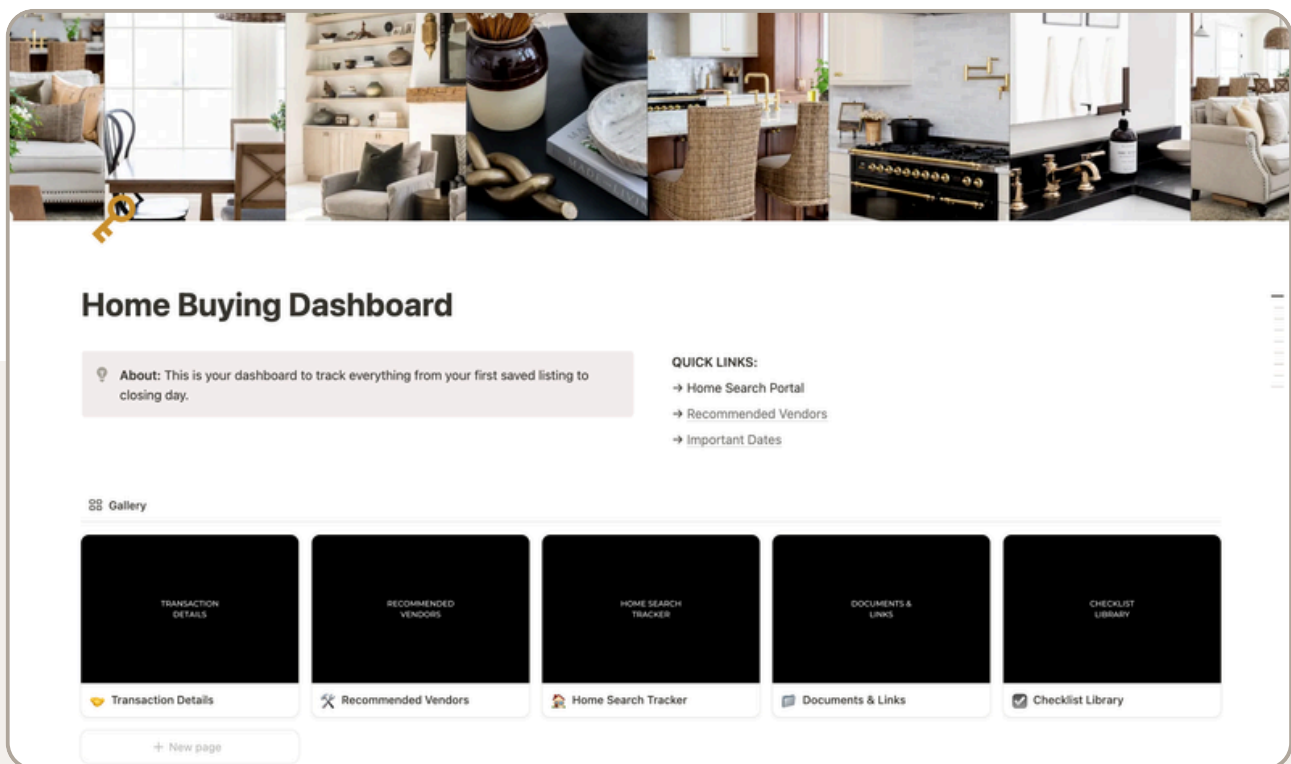 Home Buying Dashboard
About: This is your dashboard to track everything from your first saved listing to
closing day.
QUICK LINKS:
→ Home Search Portal
→ Recommended Vendors
→ Important Dates
Gallery
TRANSACTION
DETAILS
RECOMMENDED
VENDORS
HOME SEARCH
TRACKER
DOCUMENTS &
LINKS
CHECKLIST
LIBRARY
Transaction Details
Recommended Vendors
Home Search Tracker
Documents & Links
Checklist Library
+ New page